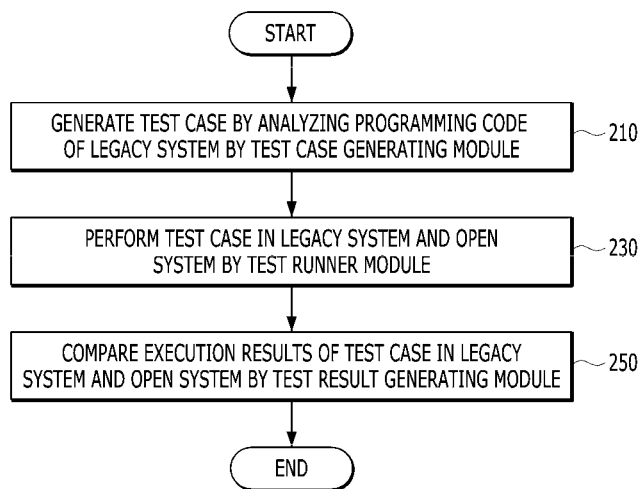 START
GENERATE TEST CASE BY ANALYZING PROGRAMMING CODE
OF LEGACY SYSTEM BY TEST CASE GENERATING MODULE
210
PERFORM TEST CASE IN LEGACY SYSTEM AND OPEN
SYSTEM BY TEST RUNNER MODULE
230
COMPARE EXECUTION RESULTS OF TEST CASE IN LEGACY
SYSTEM AND OPEN SYSTEM BY TEST RESULT GENERATING MODULE
250
END